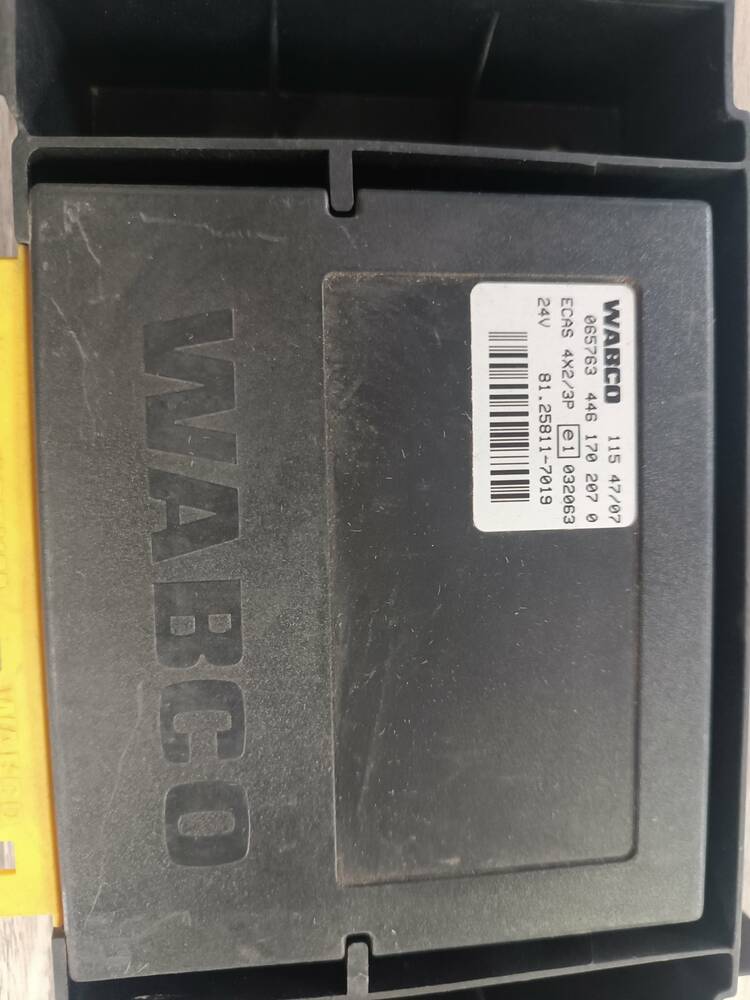 WABCO 115 47/07
065763 446 170 207 0
ECAS 4X2/3P e1 032063
24V 81.25811-7019
WABCO
WABCO